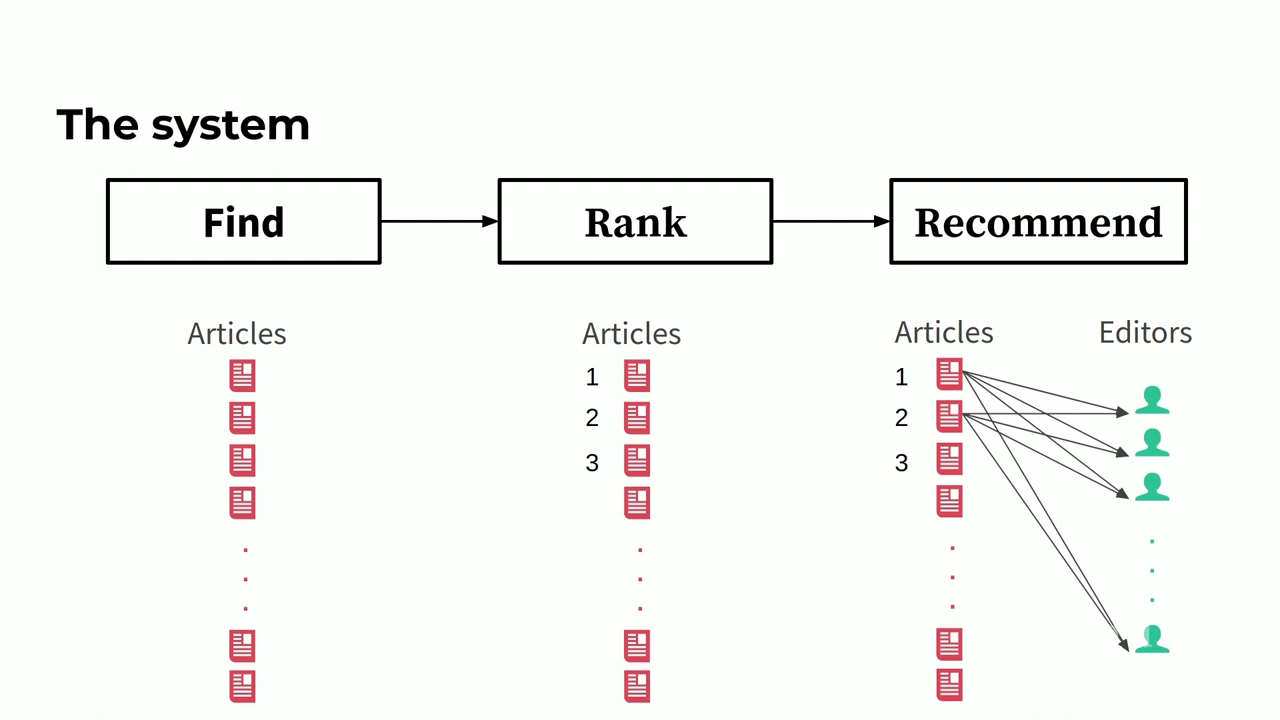 The system
Find
Rank
Recommend
Articles
Articles
1
2
3
Articles
Editors
1
2
3